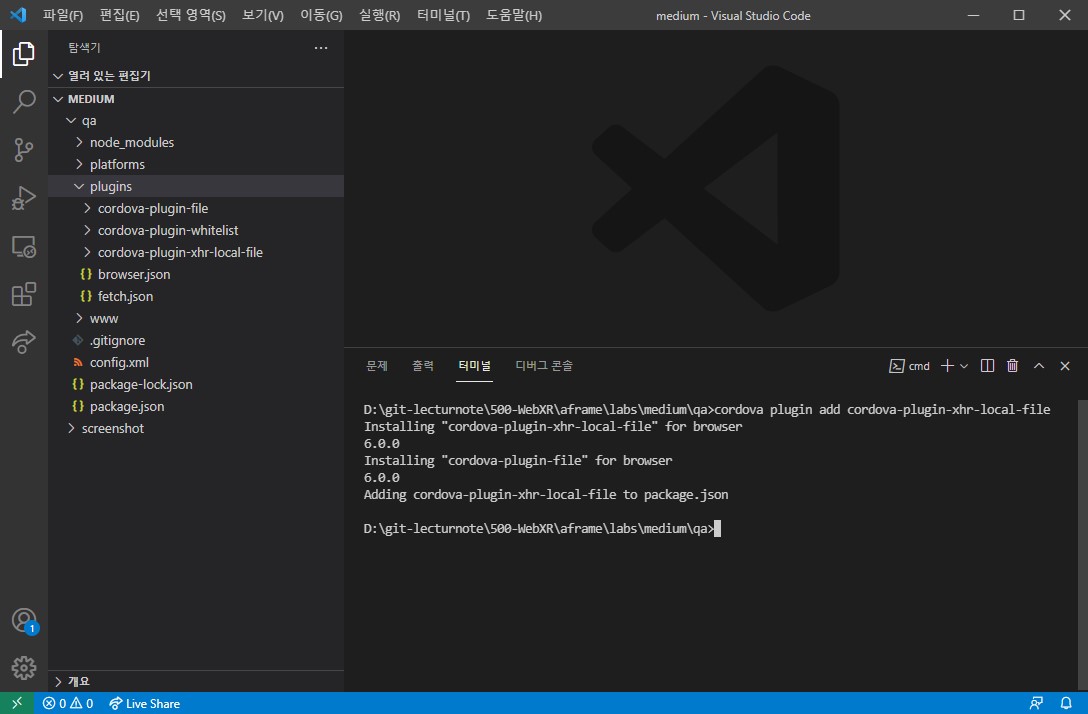 파일(F) 편집(E) 선택 영역(S) 보기(V) 이동(G) 실행(R) 터미널(T) 도움말(H) medium - Visual Studio Code
탐색기
열려 있는 편집기
MEDIUM
qa
node_modules
platforms
plugins
cordova-plugin-file
cordova-plugin-whitelist
cordova-plugin-xhr-local-file
browser.json
fetch.json
www
.gitignore
config.xml
package-lock.json
package.json
screenshot
문제 출력 터미널 디버그 콘솔 cmd
D:\git-lecturnote\500-WebXR\aframe\labs\medium\qa>cordova plugin add cordova-plugin-xhr-local-file
Installing "cordova-plugin-xhr-local-file" for browser
6.0.0
Installing "cordova-plugin-file" for browser
6.0.0
Adding cordova-plugin-xhr-local-file to package.json
D:\git-lecturnote\500-WebXR\aframe\labs\medium\qa>
1
개요
0 0 Live Share